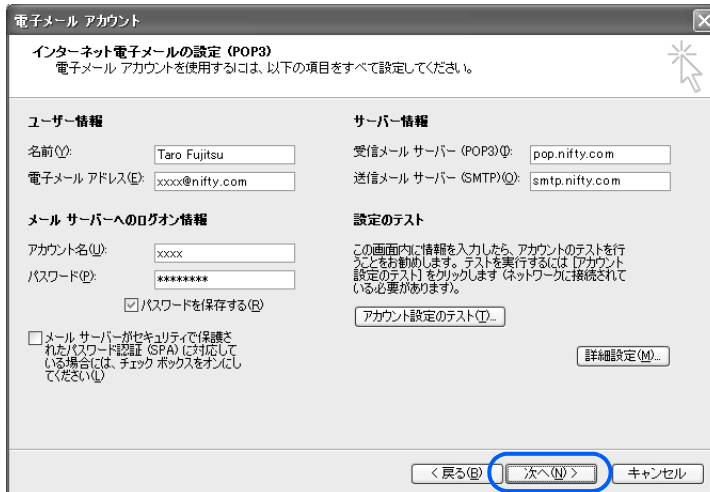 電子メール アカウント
インターネット電子メールの設定 (POP3)
電子メール アカウントを使用するには、以下の項目をすべて設定してください。
ユーザー情報
名前(Y):
Taro Fujitsu
電子メール アドレス(E):
xxxx@nifty.com
サーバー情報
受信メール サーバー (POP3)(I):
pop.nifty.com
送信メール サーバー (SMTP)(O):
smtp.nifty.com
メール サーバーへのログオン情報
アカウント名(U):
xxxx
パスワード(P):
********
パスワードを保存する(R)
メール サーバーがセキュリティで保護さ
れたパスワード認証 (SPA) に対応して
いる場合には、チェック ボックスをオンにし
てください(L)
設定のテスト
この画面内に情報を入力したら、アカウントのテストを行
うことをお勧めします。テストを実行するには [アカウント
設定のテスト] をクリックします (ネットワークに接続されて
いる必要があります)。
アカウント設定のテスト(T)...
詳細設定(M)...
< 戻る(B)
次へ(N) >
キャンセル